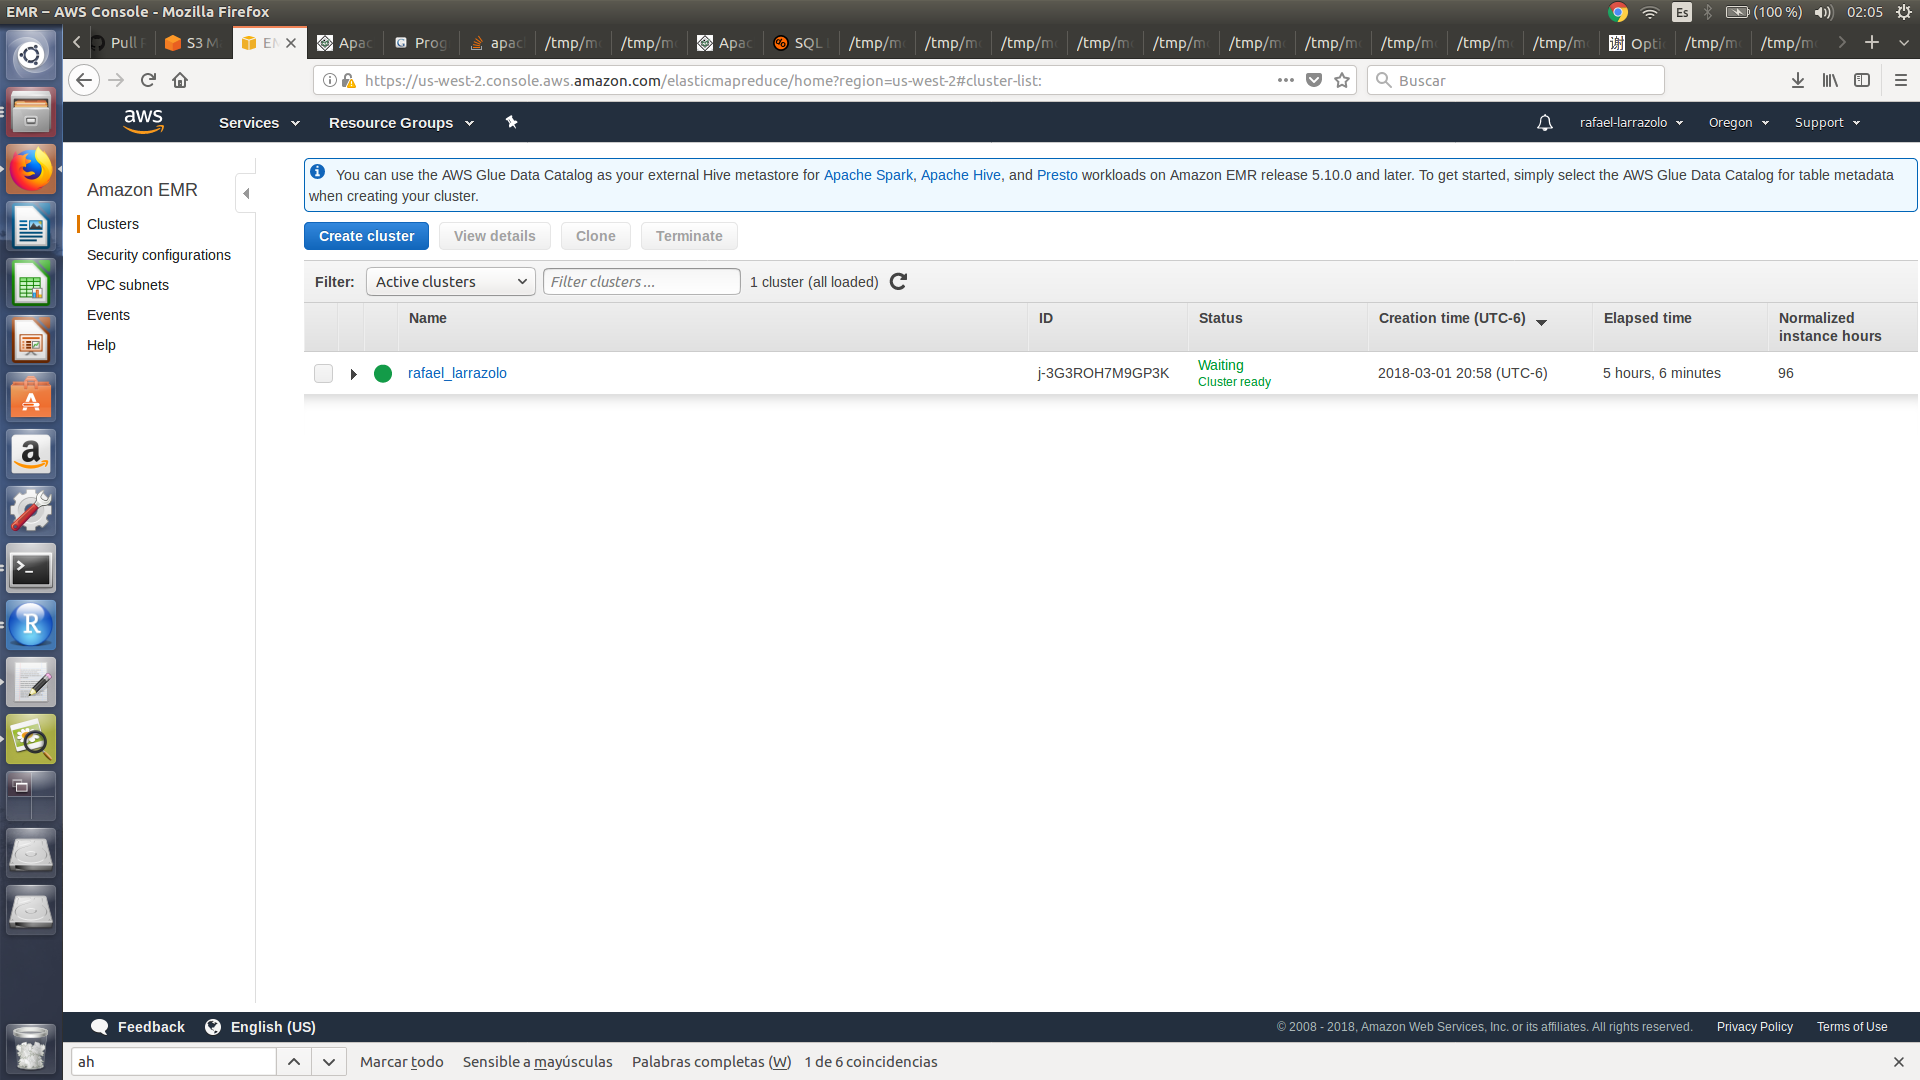 EMR – AWS Console - Mozilla Firefox
Es
(100 %)
02:05
Pull
S3 M
EM
Apac
Prog
apac
/tmp/m
/tmp/m
Apac
SQL
/tmp/m
/tmp/m
/tmp/m
/tmp/m
/tmp/m
/tmp/m
/tmp/m
/tmp/m
/tmp/m
/tmp/m
谢
Opti
/tmp/m
/tmp/m
https://us-west-2.console.aws.amazon.com/elasticmapreduce/home?region=us-west-2#cluster-list:
Buscar
aws
Services
Resource Groups
rafael-larrazolo
Oregon
Support
Amazon EMR
Clusters
Security configurations
VPC subnets
Events
Help
You can use the AWS Glue Data Catalog as your external Hive metastore for Apache Spark, Apache Hive, and Presto workloads on Amazon EMR release 5.10.0 and later. To get started, simply select the AWS Glue Data Catalog for table metadata
when creating your cluster.
Create cluster
View details
Clone
Terminate
Filter:
Active clusters
Filter clusters ...
1 cluster (all loaded)
Name
ID
Status
Creation time (UTC-6)
Elapsed time
Normalized
instance hours
rafael_larrazolo
j-3G3ROH7M9GP3K
Waiting
Cluster ready
2018-03-01 20:58 (UTC-6)
5 hours, 6 minutes
96
Feedback
English (US)
© 2008 - 2018, Amazon Web Services, Inc. or its affiliates. All rights reserved.
Privacy Policy
Terms of Use
ah
Marcar todo
Sensible a mayúsculas
Palabras completas (W)
1 de 6 coincidencias